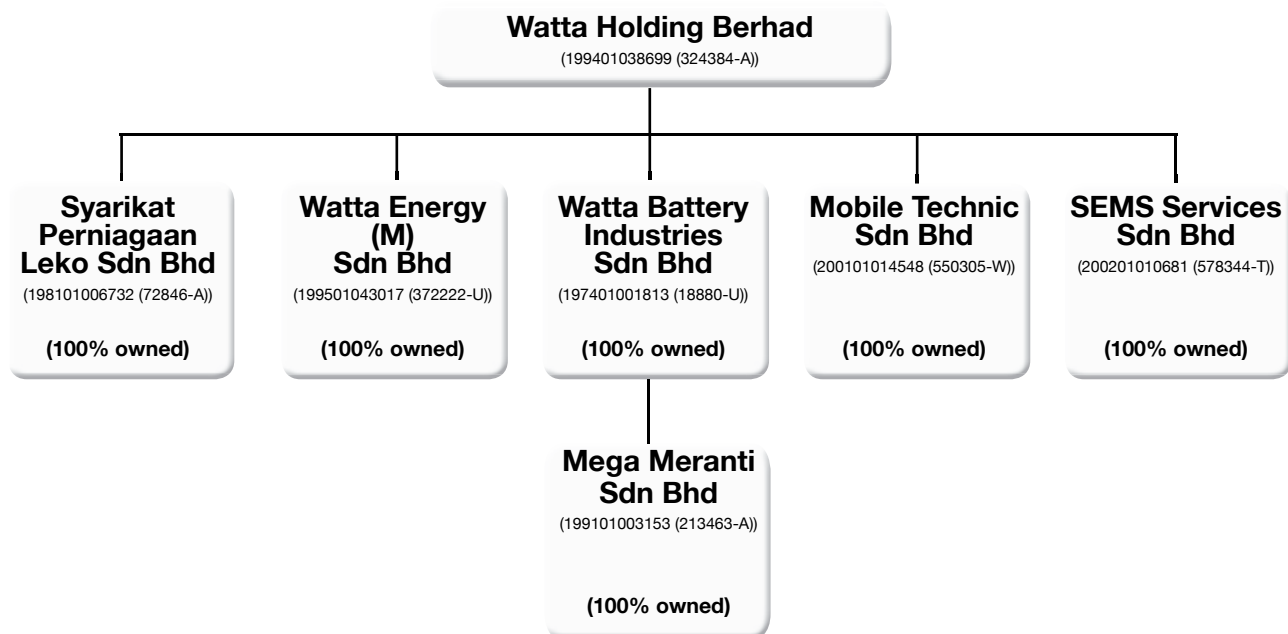 Watta Holding Berhad
(199401038699 (324384-A))
Syarikat
Perniagaan
Leko Sdn Bhd
(198101006732 (72846-A))
(100% owned)
Watta Energy
(M)
Sdn Bhd
(199501043017 (372222-U))
(100% owned)
Watta Battery
Industries
Sdn Bhd
(197401001813 (18880-U))
(100% owned)
Mobile Technic
Sdn Bhd
(200101014548 (550305-W))
(100% owned)
SEMS Services
Sdn Bhd
(200201010681 (578344-T))
(100% owned)
Mega Meranti
Sdn Bhd
(199101003153 (213463-A))
(100% owned)